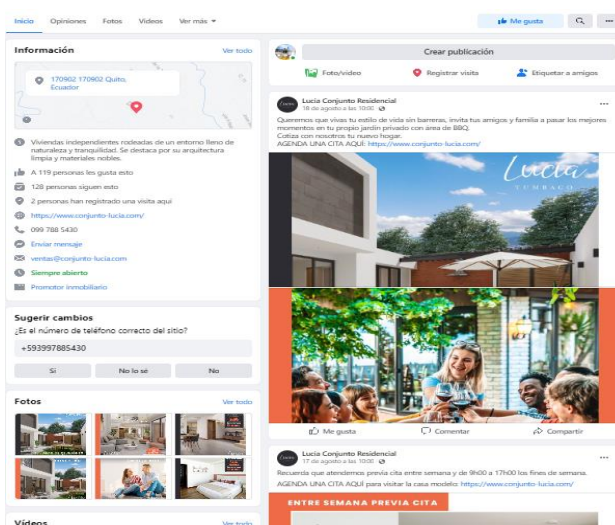 Inicio Opiniones Fotos Videos Ver más
Me gusta
Información Ver todo
170902 170902 Quito,
Ecuador
Viviendas independientes rodeadas de un entorno lleno de
naturaleza y tranquilidad. Se destaca por su arquitectura
limpia y materiales nobles.
A 119 personas les gusta esto
128 personas siguen esto
2 personas han registrado una visita aquí
https://www.conjunto-lucia.com/
099 788 5430
Enviar mensaje
ventas@conjunto-lucia.com
Siempre abierto
Promotor inmobiliario
Sugerir cambios
¿Es el número de teléfono correcto del sitio?
+593997885430
Sí No lo sé No
Fotos Ver todo
Vídeos Ver todo
Crear publicación
Foto/video Registrar visita Etiquetar a amigos
Lucia Conjunto Residencial
18 de agosto a las 10:00
Queremos que vivas tu estilo de vida sin barreras, invita tus amigos y familia a pasar los mejores
momentos en tu propio jardín privado con área de BBQ.
Cotiza con nosotros tu nuevo hogar.
AGENDA UNA CITA AQUÍ: https://www.conjunto-lucia.com/
Lucía
TUMBACO
Me gusta Comentar Compartir
Lucia Conjunto Residencial
17 de agosto a las 10:00
Recuerda que atendemos previa cita entre semana y de 9h00 a 17h00 los fines de semana.
AGENDA UNA CITA AQUÍ para visitar la casa modelo: https://www.conjunto-lucia.com/
ENTRE SEMANA PREVIA CITA